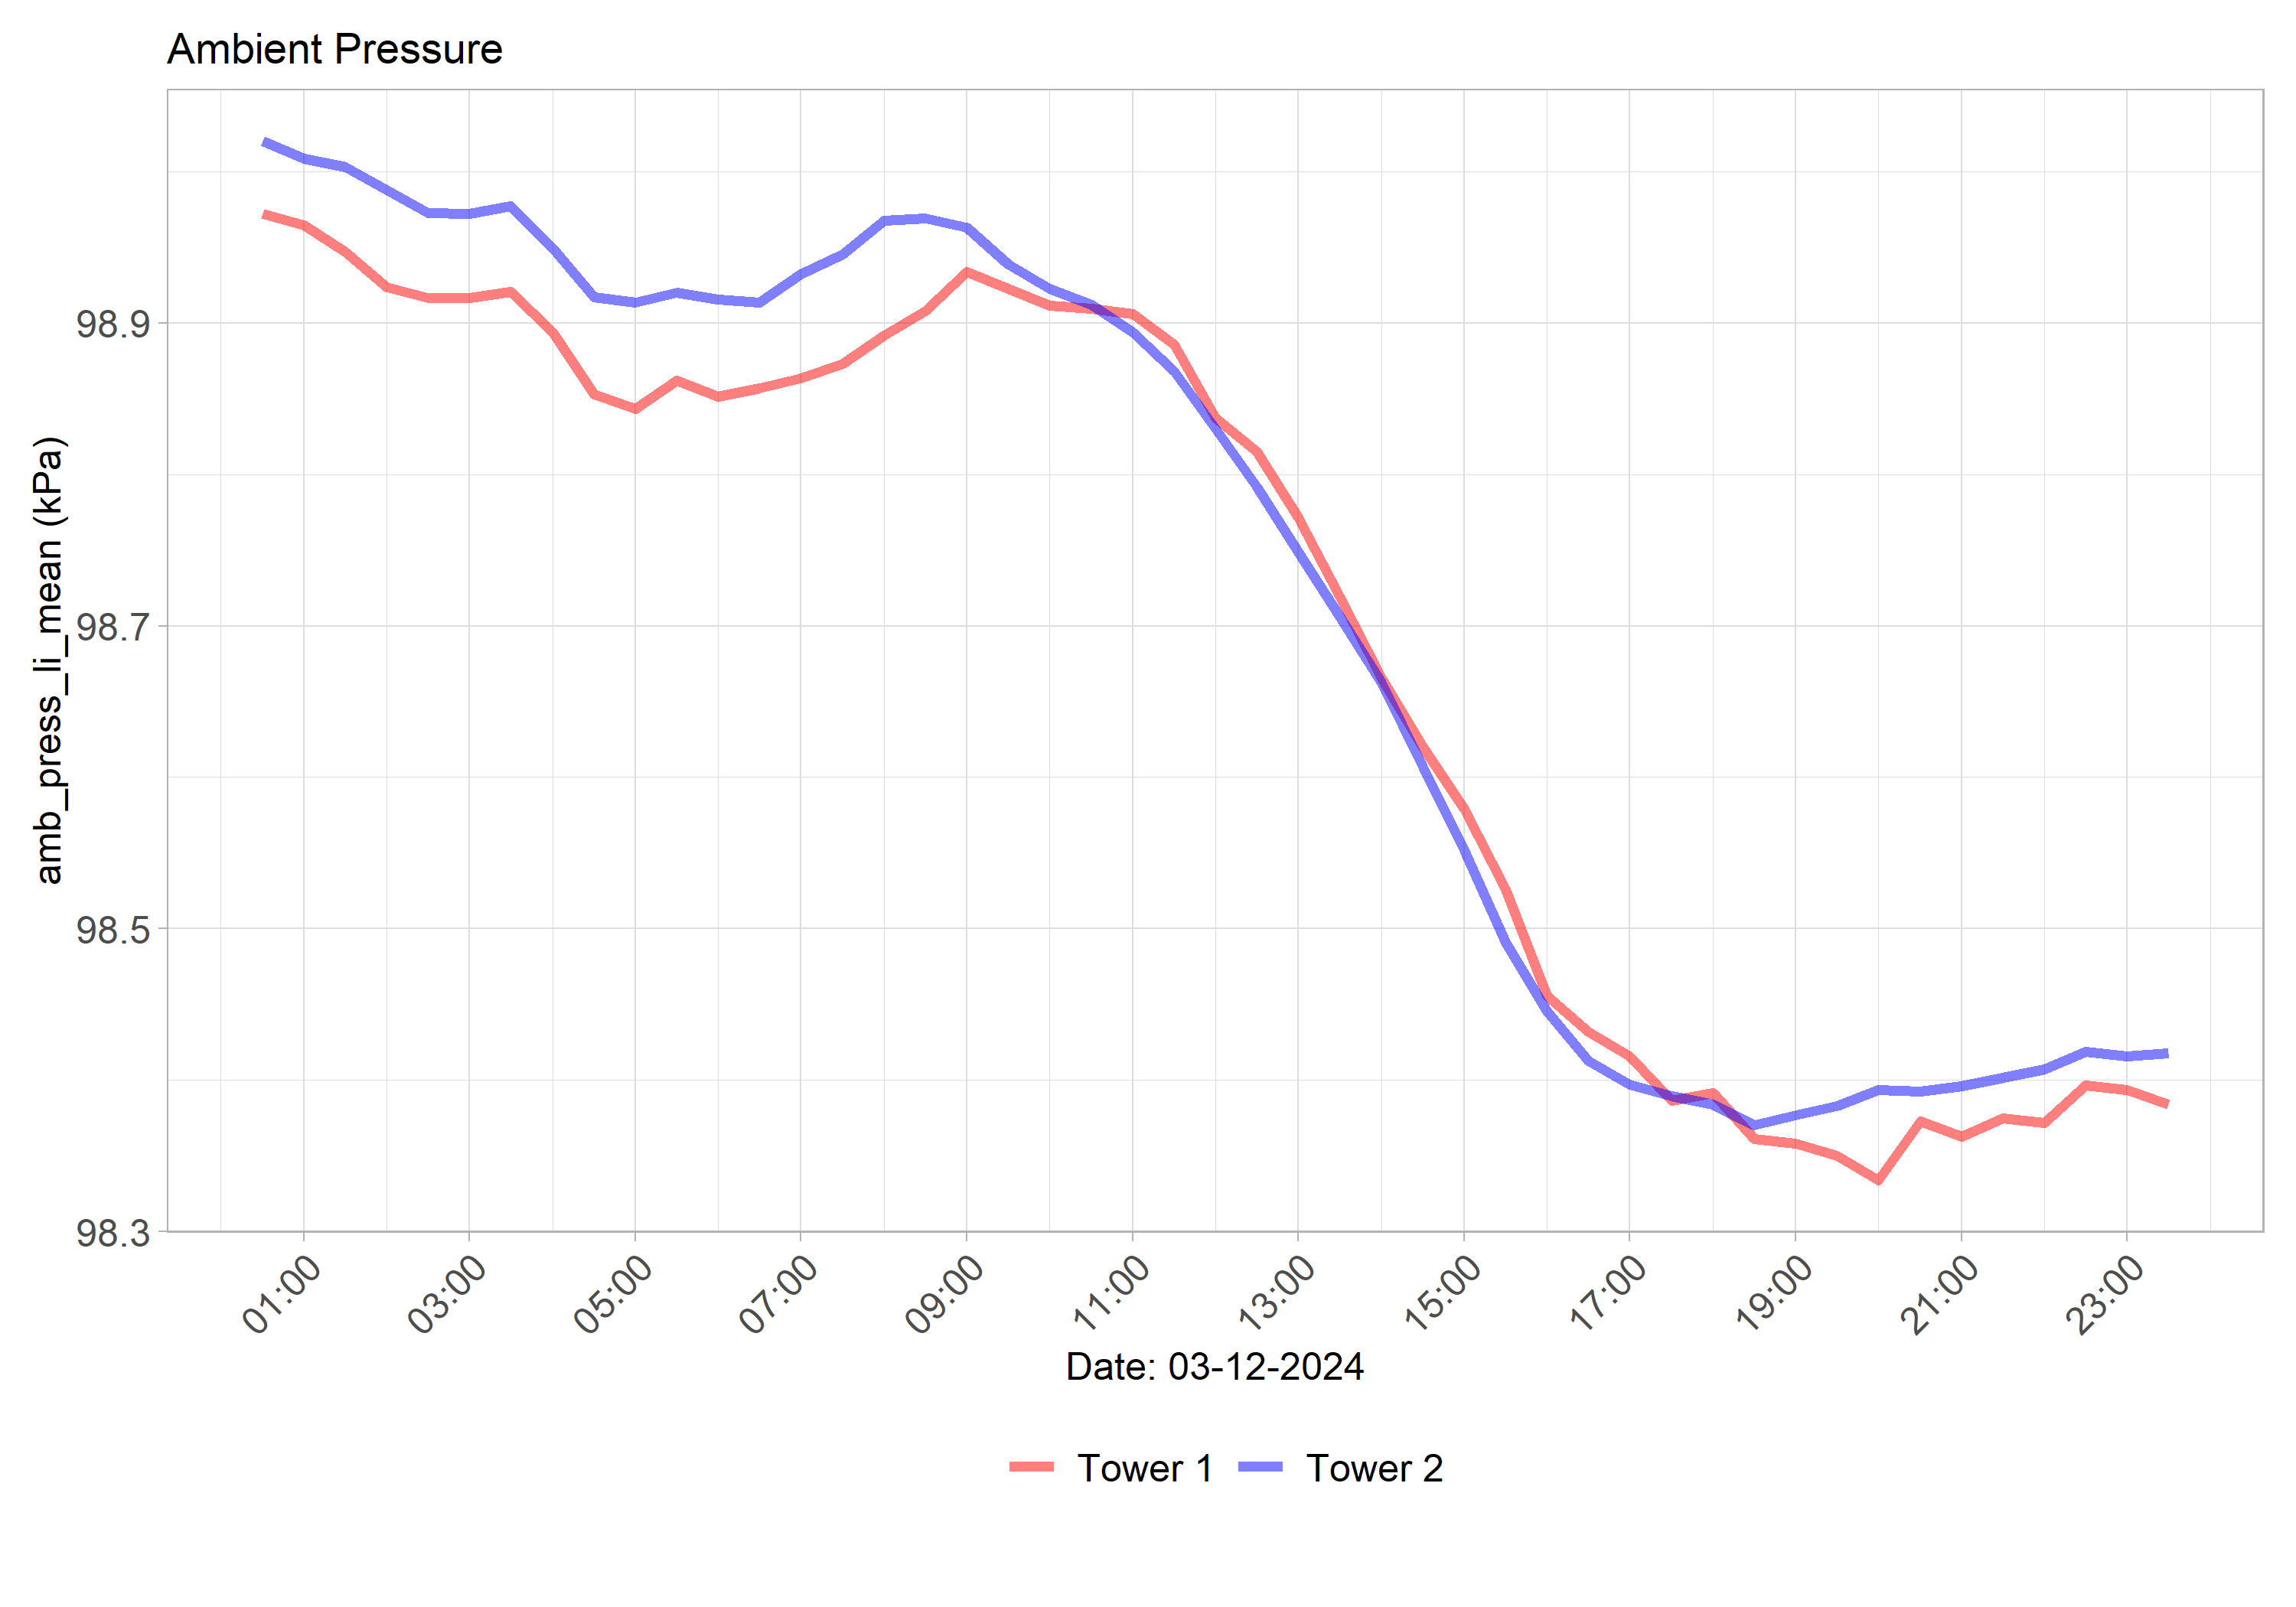 Ambient Pressure
amb_press_li_mean (kPa)
98.9
98.7
98.5
98.3
01:00 03:00 05:00 07:00 09:00 11:00 13:00 15:00 17:00 19:00 21:00 23:00
Date: 03-12-2024
Tower 1 Tower 2